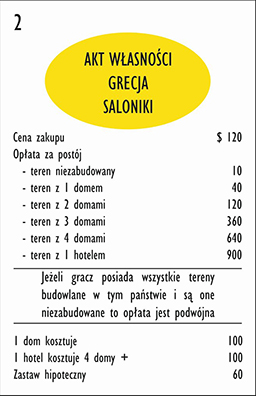 2
AKT WŁASNOŚCI
GRECJA
SALONIKI
Cena zakupu $ 120
Opłata za postój
- teren niezabudowany 10
- teren z 1 domem 40
- teren z 2 domami 120
- teren z 3 domami 360
- teren z 4 domami 640
- teren z 1 hotelem 900
Jeżeli gracz posiada wszystkie tereny
budowlane w tym państwie i są one
niezabudowane to opłata jest podwójna
1 dom kosztuje 100
1 hotel kosztuje 4 domy + 100
Zastaw hipoteczny 60